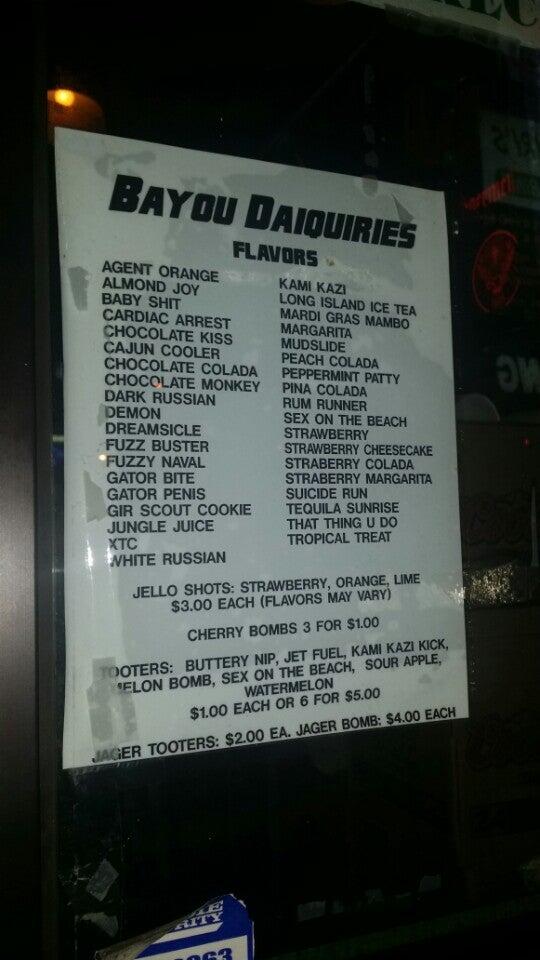 BAYOU DAIQUIRIES
FLAVORS
AGENT ORANGE
ALMOND JOY
BABY SHIT
CARDIAC ARREST
CHOCOLATE KISS
CAJUN COOLER
CHOCOLATE COLADA
CHOCOLATE MONKEY
DARK RUSSIAN
DEMON
DREAMSICLE
FUZZ BUSTER
FUZZY NAVAL
GATOR BITE
GATOR PENIS
GIR SCOUT COOKIE
JUNGLE JUICE
XTC
WHITE RUSSIAN
KAMI KAZI
LONG ISLAND ICE TEA
MARDI GRAS MAMBO
MARGARITA
MUDSLIDE
PEACH COLADA
PEPPERMINT PATTY
PINA COLADA
RUM RUNNER
SEX ON THE BEACH
STRAWBERRY
STRAWBERRY CHEESECAKE
STRABERRY COLADA
STRABERRY MARGARITA
SUICIDE RUN
TEQUILA SUNRISE
THAT THING U DO
TROPICAL TREAT
JELLO SHOTS: STRAWBERRY, ORANGE, LIME
$3.00 EACH (FLAVORS MAY VARY)
CHERRY BOMBS 3 FOR $1.00
TOOTERS: BUTTERY NIP, JET FUEL, KAMI KAZI KICK,
MELON BOMB, SEX ON THE BEACH, SOUR APPLE,
WATERMELON
$1.00 EACH OR 6 FOR $5.00
JAGER TOOTERS: $2.00 EA. JAGER BOMB: $4.00 EACH